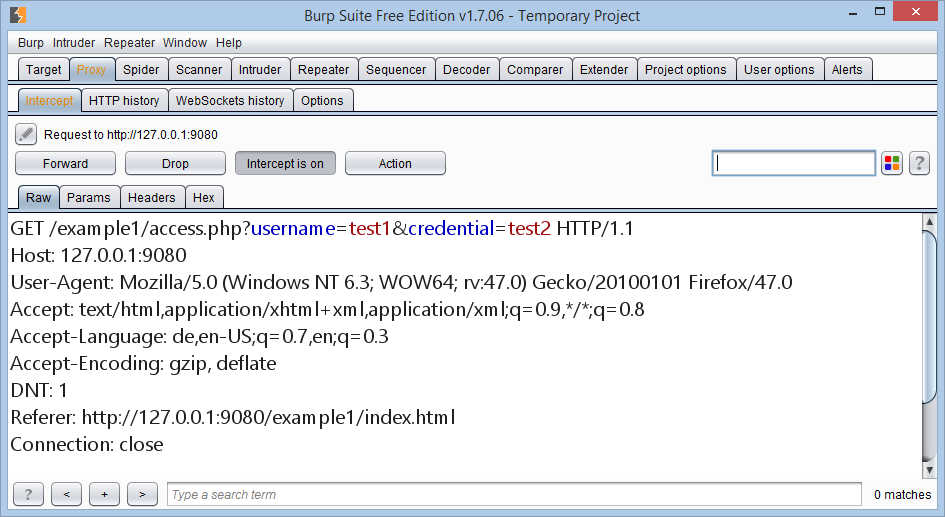 Burp Suite Free Edition v1.7.06 - Temporary Project
Burp Intruder Repeater Window Help
Target Proxy Spider Scanner Intruder Repeater Sequencer Decoder Comparer Extender Project options User options Alerts
Intercept HTTP history WebSockets history Options
Request to http://127.0.0.1:9080
Forward Drop Intercept is on Action ?
Raw Params Headers Hex
GET /example1/access.php?username=test1&credential=test2 HTTP/1.1
Host: 127.0.0.1:9080
User-Agent: Mozilla/5.0 (Windows NT 6.3; WOW64; rv:47.0) Gecko/20100101 Firefox/47.0
Accept: text/html,application/xhtml+xml,application/xml;q=0.9,*/*;q=0.8
Accept-Language: de,en-US;q=0.7,en;q=0.3
Accept-Encoding: gzip, deflate
DNT: 1
Referer: http://127.0.0.1:9080/example1/index.html
Connection: close
? < + > Type a search term 0 matches